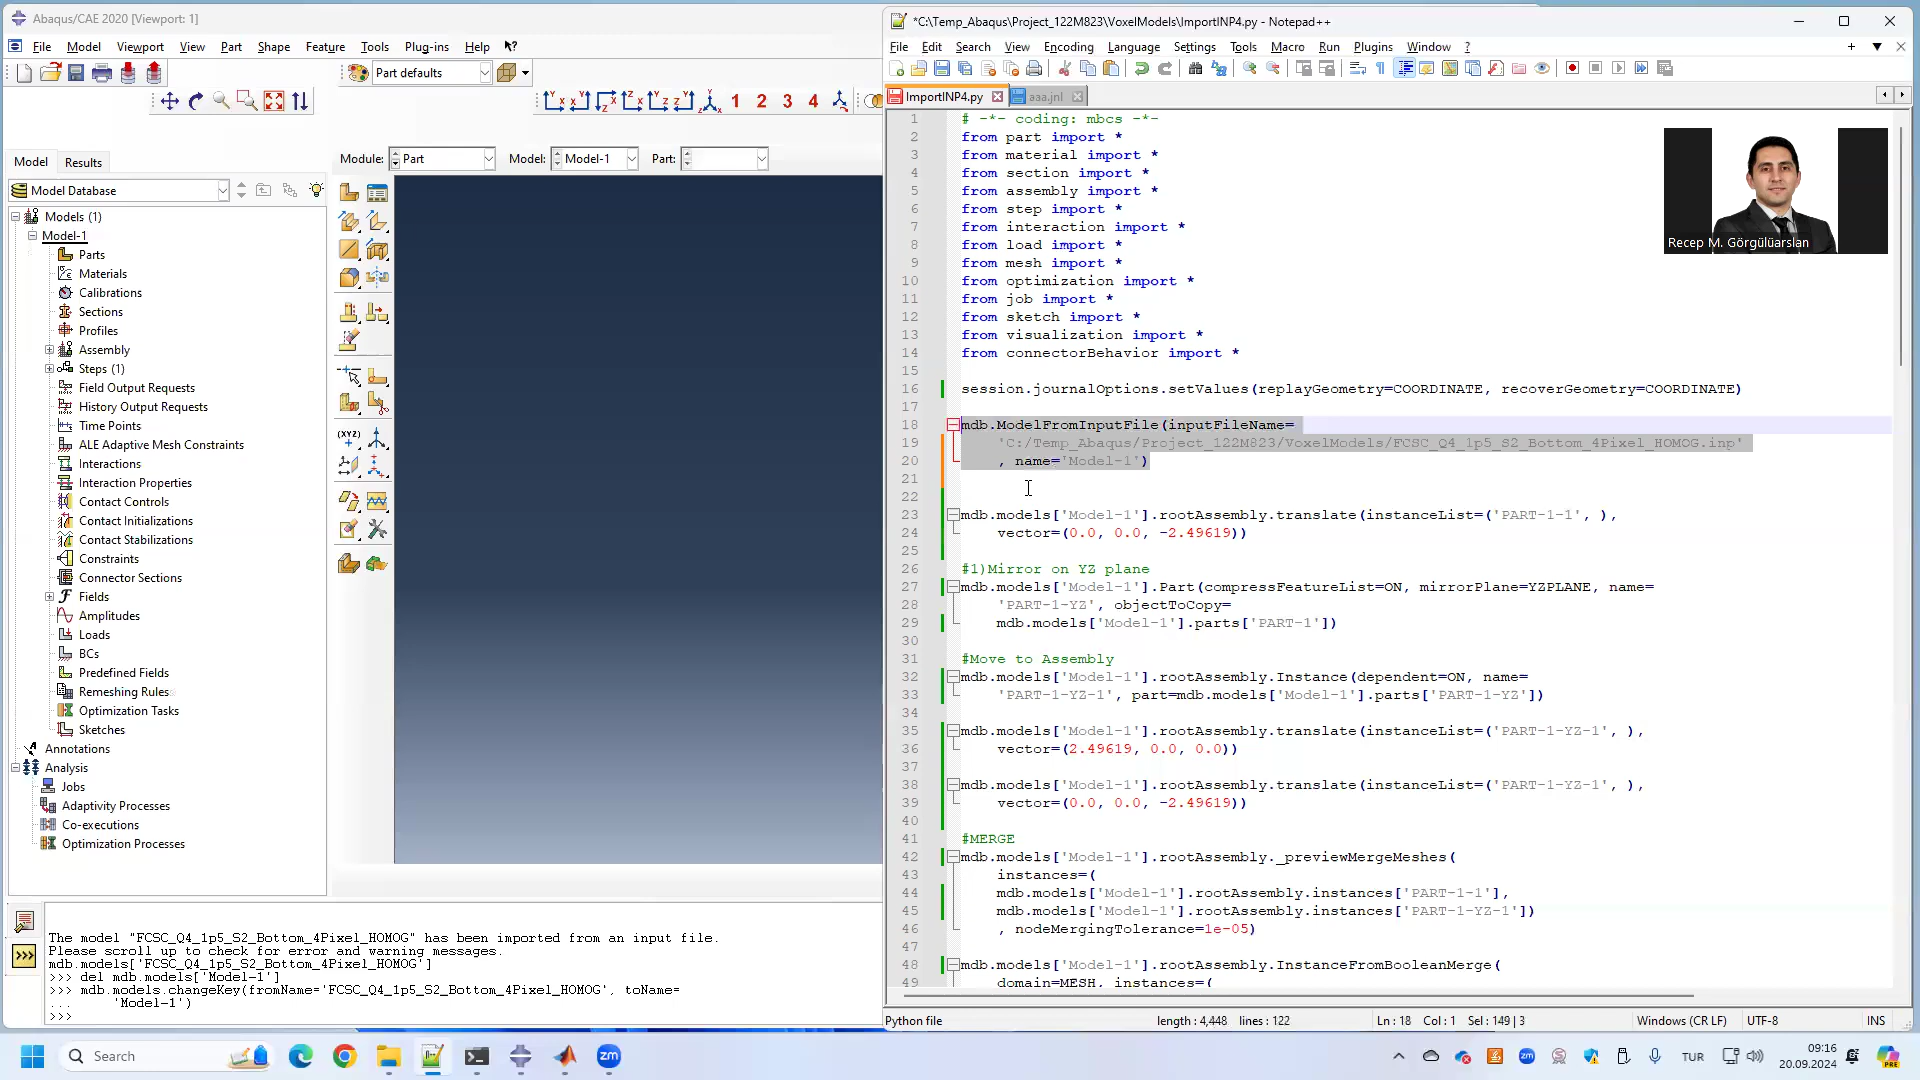 Abaqus/CAE 2020 [Viewport: 1]
File Model Viewport View Part Shape Feature Tools Plug-ins Help
Part defaults
1 2 3 4
Model Results
Module: Part Model: Model-1 Part:
Model Database
Models (1)
Model-1
Parts
Materials
Calibrations
Sections
Profiles
Assembly
Steps (1)
Field Output Requests
History Output Requests
Time Points
ALE Adaptive Mesh Constraints
Interactions
Interaction Properties
Contact Controls
Contact Initializations
Contact Stabilizations
Constraints
Connector Sections
Fields
Amplitudes
Loads
BCs
Predefined Fields
Remeshing Rules
Optimization Tasks
Sketches
Annotations
Analysis
Jobs
Adaptivity Processes
Co-executions
Optimization Processes
(XYZ)
The model "FCSC_Q4_1p5_S2_Bottom_4Pixel_HOMOG" has been imported from an input file.
Please scroll up to check for error and warning messages.
mdb.models['FCSC_Q4_1p5_S2_Bottom_4Pixel_HOMOG']
>>> del mdb.models['Model-1']
>>> mdb.models.changeKey(fromName='FCSC_Q4_1p5_S2_Bottom_4Pixel_HOMOG', toName=
... 'Model-1')
>>>
*C:\Temp_Abaqus\Project_122M823\VoxelModels\ImportINP4.py - Notepad++
File Edit Search View Encoding Language Settings Tools Macro Run Plugins Window ?
ImportINP4.py aaa.jnl
1 # -*- coding: mbcs -*-
2 from part import *
3 from material import *
4 from section import *
5 from assembly import *
6 from step import *
7 from interaction import *
8 from load import *
9 from mesh import *
10 from optimization import *
11 from job import *
12 from sketch import *
13 from visualization import *
14 from connectorBehavior import *
15
16 session.journalOptions.setValues(replayGeometry=COORDINATE, recoverGeometry=COORDINATE)
17
18 mdb.ModelFromInputFile(inputFileName=
19 'C:/Temp_Abaqus/Project_122M823/VoxelModels/FCSC_Q4_1p5_S2_Bottom_4Pixel_HOMOG.inp'
20 , name='Model-1')
21
22
23 mdb.models['Model-1'].rootAssembly.translate(instanceList=('PART-1-1', ),
24 vector=(0.0, 0.0, -2.49619))
25
26 #1)Mirror on YZ plane
27 mdb.models['Model-1'].Part(compressFeatureList=ON, mirrorPlane=YZPLANE, name=
28 'PART-1-YZ', objectToCopy=
29 mdb.models['Model-1'].parts['PART-1'])
30
31 #Move to Assembly
32 mdb.models['Model-1'].rootAssembly.Instance(dependent=ON, name=
33 'PART-1-YZ-1', part=mdb.models['Model-1'].parts['PART-1-YZ'])
34
35 mdb.models['Model-1'].rootAssembly.translate(instanceList=('PART-1-YZ-1', ),
36 vector=(2.49619, 0.0, 0.0))
37
38 mdb.models['Model-1'].rootAssembly.translate(instanceList=('PART-1-YZ-1', ),
39 vector=(0.0, 0.0, -2.49619))
40
41 #MERGE
42 mdb.models['Model-1'].rootAssembly._previewMergeMeshes(
43 instances=(
44 mdb.models['Model-1'].rootAssembly.instances['PART-1-1'],
45 mdb.models['Model-1'].rootAssembly.instances['PART-1-YZ-1'])
46 , nodeMergingTolerance=1e-05)
47
48 mdb.models['Model-1'].rootAssembly.InstanceFromBooleanMerge(
49 domain=MESH, instances=(
Recep M. Görgülüarslan
Python file length : 4,448 lines : 122 Ln : 18 Col : 1 Sel : 149 | 3 Windows (CR LF) UTF-8 INS
Search
zm
zm
TUR
09:16
20.09.2024
PRE